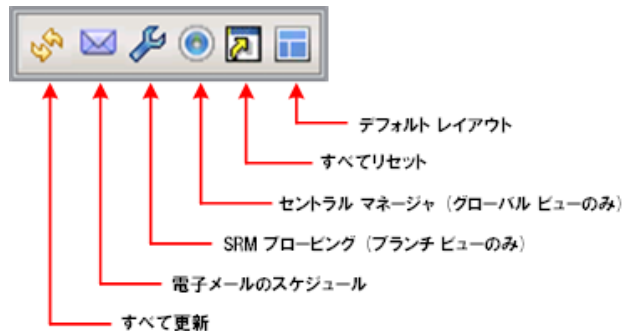 デフォルト レイアウト
すべてリセット
セントラル マネージャ (グローバル ビューのみ)
SRM プロービング (ブランチ ビューのみ)
電子メールのスケジュール
すべて更新